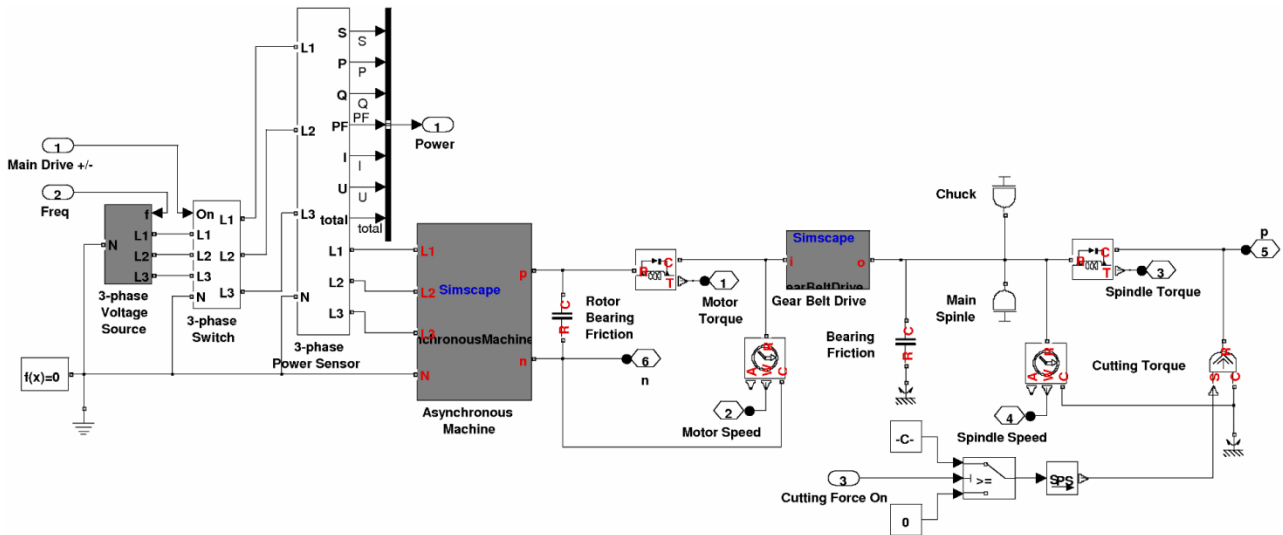 1
Main Drive +/-
2
Freq
f
N
L1
L2
L3
3-phase
Voltage
Source
On
L1
L2
L3
N
L1
L2
L3
3-phase
Switch
f(x)=0
L1
L2
L3
N
S
P
Q
PF
I
U
total
L1
L2
L3
3-phase
Power Sensor
S
P
Q
PF
I
U
total
1
Power
L1
L2
L3
N
Simscape
nchronousMachine
p
n
Asynchronous
Machine
C
R
Rotor
Bearing
Friction
6
n
R
C
T
1
Motor
Torque
A
W
R
C
2
Motor Speed
Simscape
i
o
earBeltDrive
Gear Belt Drive
C
R
Bearing
Friction
Chuck
Main
Spinle
R
C
T
3
Spindle Torque
p
5
A
W
R
C
4
Spindle Speed
Cutting Torque
S
R
C
-C-
3
Cutting Force On
0
>=
SPS